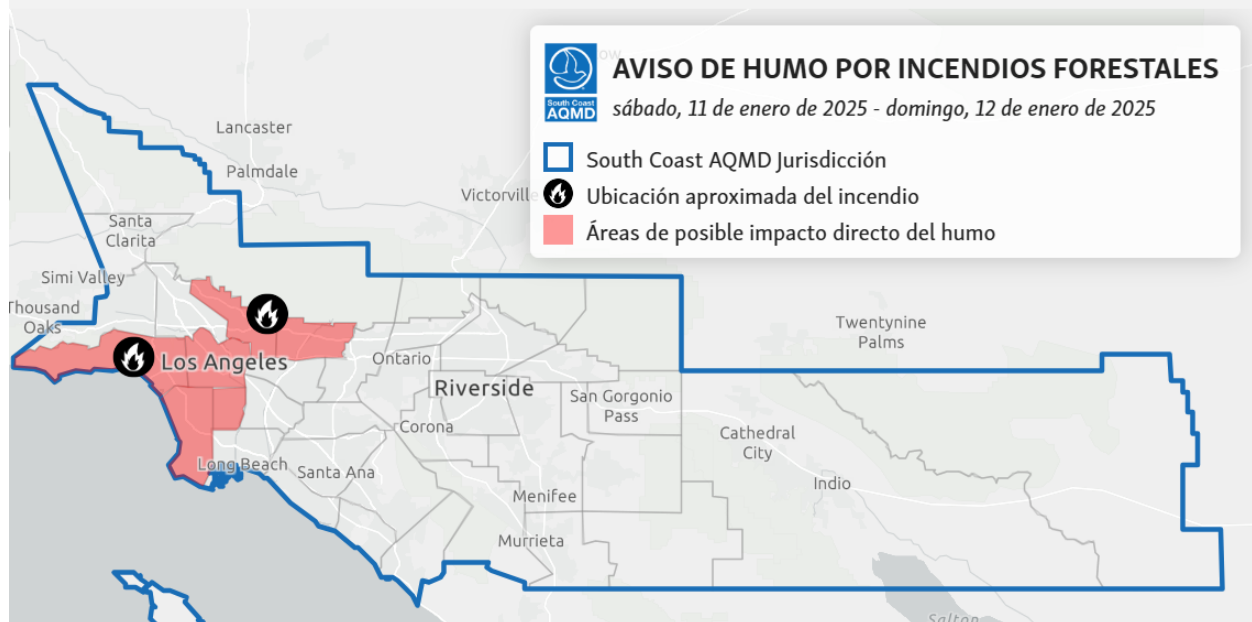 AVISO DE HUMO POR INCENDIOS FORESTALES
sábado, 11 de enero de 2025 - domingo, 12 de enero de 2025
South Coast
AQMD
South Coast AQMD Jurisdicción
Ubicación aproximada del incendio
Áreas de posible impacto directo del humo
Lancaster
Palmdale
Victorville
Santa
Clarita
Simi Valley
Thousand
Oaks
Los Angeles
Ontario
Riverside
Twentynine
Palms
San Gorgonio
Pass
Corona
Cathedral
City
Long Beach
Santa Ana
Indio
Menifee
Murrieta
Salton